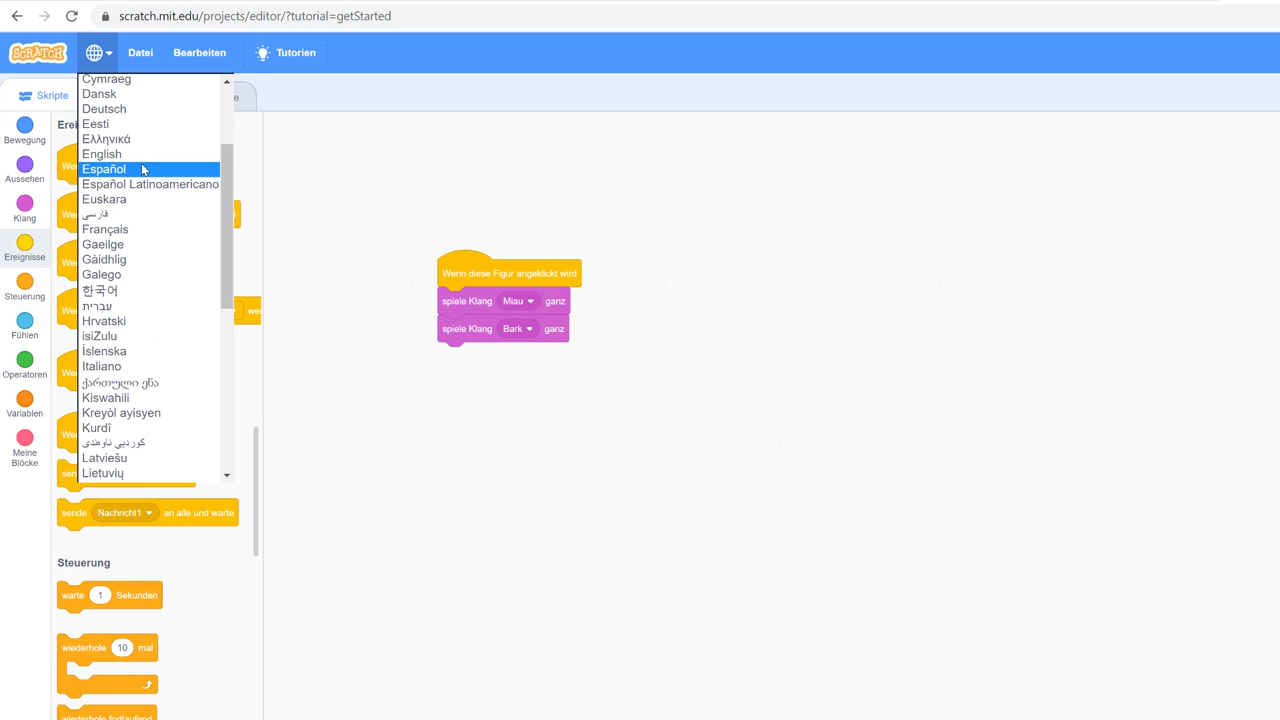 scratch.mit.edu/projects/editor/?tutorial=getStarted
SCRATCH
Datei
Bearbeiten
Tutorien
Skripte
Bewegung
Aussehen
Klang
Ereignisse
Steuerung
Fühlen
Operatoren
Variablen
Meine
Blöcke
Cymraeg
Dansk
Deutsch
Eesti
Ελληνικά
English
Español
Español Latinoamericano
Euskara
فارسی
Français
Gaeilge
Gàidhlig
Galego
한국어
עִבְרִית
Hrvatski
isiZulu
Íslenska
Italiano
ქართული ენა
Kiswahili
Kreyòl ayisyen
Kurdî
کوردیی ناوەندی
Latviešu
Lietuvių
sende Nachricht1 an alle und warte
Steuerung
warte 1 Sekunden
wiederhole 10 mal
wiederhole fortlaufend
Wenn diese Figur angeklickt wird
spiele Klang Miau ganz
spiele Klang Bark ganz